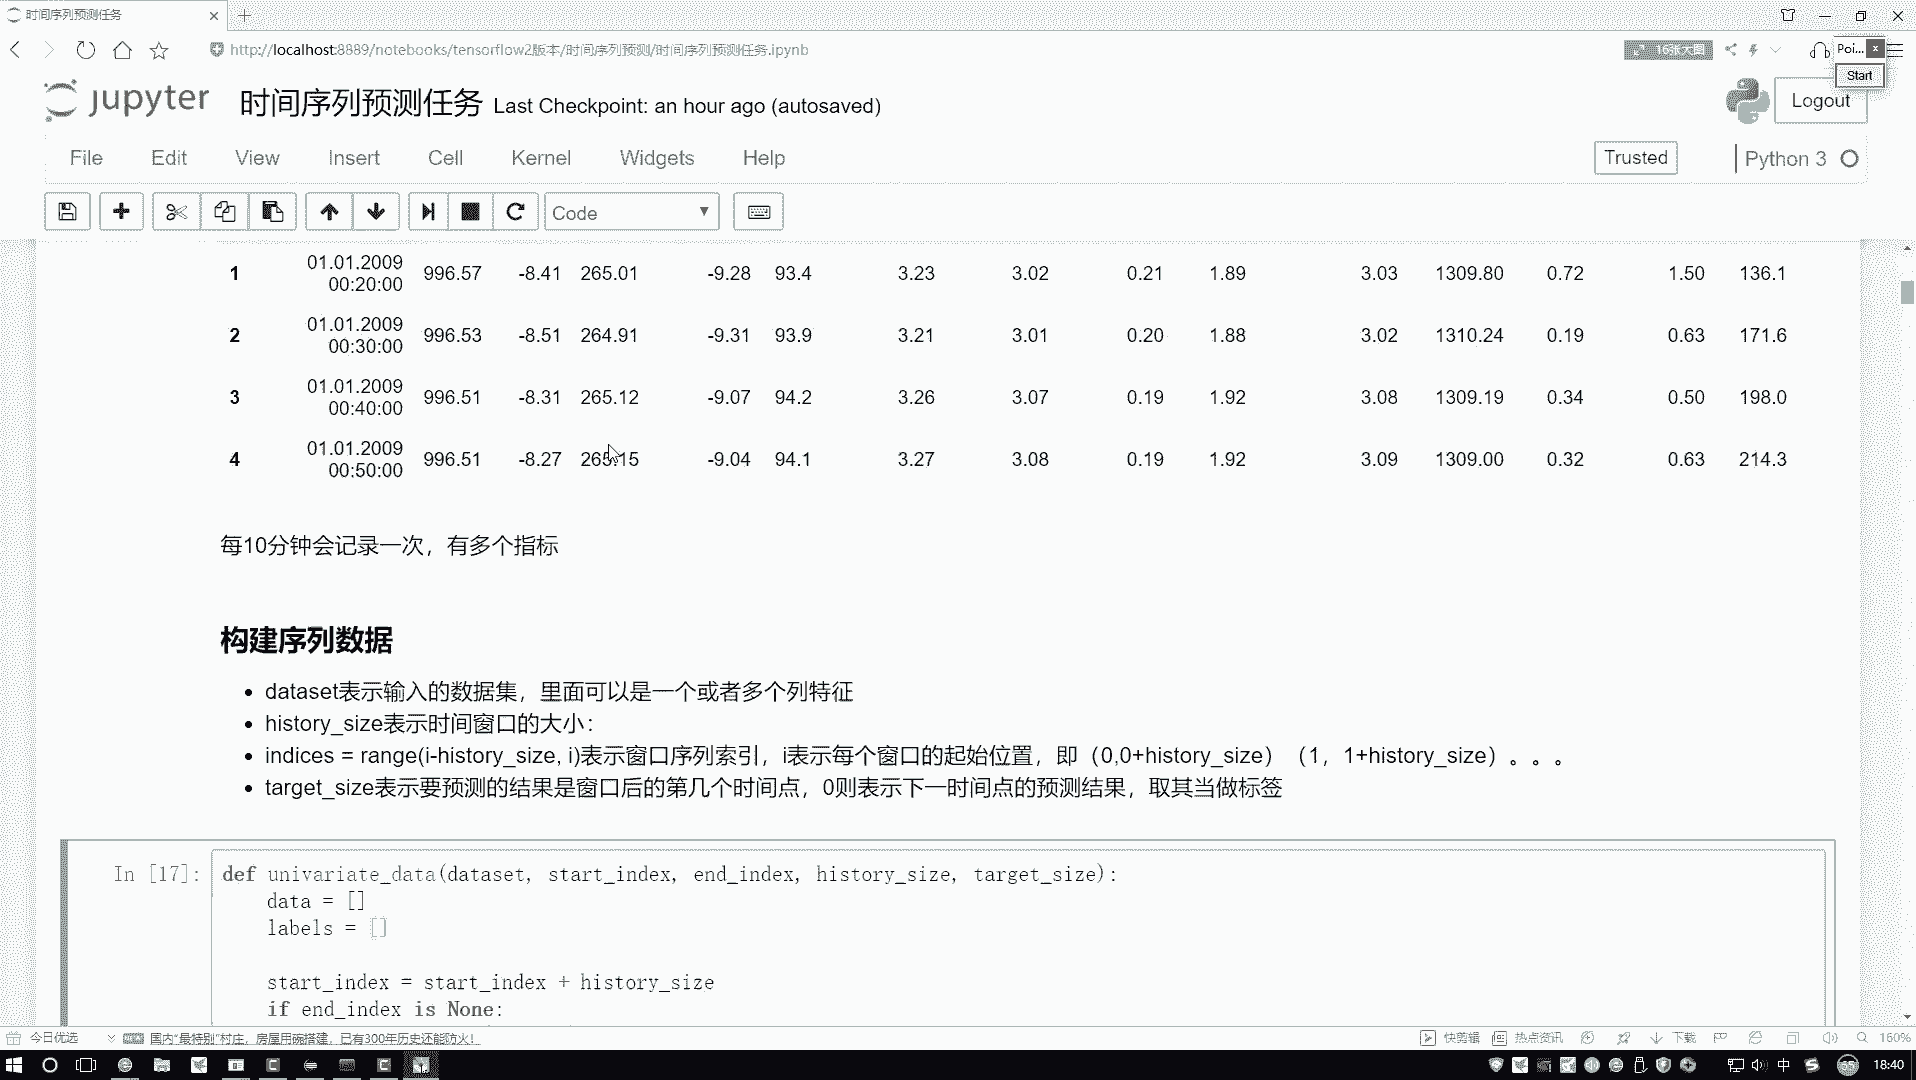 时间序列预测任务
http://localhost:8889/notebooks/tensorflow2版本/时间序列预测/时间序列预测任务.ipynb
16张大图
Poi...
Start
jupyter 时间序列预测任务 Last Checkpoint: an hour ago (autosaved)
Logout
File Edit View Insert Cell Kernel Widgets Help
Trusted
Python 3
Code
1 01.01.2009 00:20:00 996.57 -8.41 265.01 -9.28 93.4 3.23 3.02 0.21 1.89 3.03 1309.80 0.72 1.50 136.1
2 01.01.2009 00:30:00 996.53 -8.51 264.91 -9.31 93.9 3.21 3.01 0.20 1.88 3.02 1310.24 0.19 0.63 171.6
3 01.01.2009 00:40:00 996.51 -8.31 265.12 -9.07 94.2 3.26 3.07 0.19 1.92 3.08 1309.19 0.34 0.50 198.0
4 01.01.2009 00:50:00 996.51 -8.27 265.15 -9.04 94.1 3.27 3.08 0.19 1.92 3.09 1309.00 0.32 0.63 214.3
每10分钟会记录一次，有多个指标
构建序列数据
• dataset表示输入的数据集，里面可以是一个或者多个列特征
• history_size表示时间窗口的大小：
• indices = range(i-history_size, i)表示窗口序列索引，i表示每个窗口的起始位置，即（0,0+history_size）（1，1+history_size）。。。
• target_size表示要预测的结果是窗口后的第几个时间点，0则表示下一时间点的预测结果，取其当做标签
In [17]:
def univariate_data(dataset, start_index, end_index, history_size, target_size):
data = []
labels = []
start_index = start_index + history_size
if end_index is None:
今日优选
国内“最特别”村庄，房屋用碗搭建，已有300年历史还能防火！
快剪辑
热点资讯
下载
160%
中
18:40